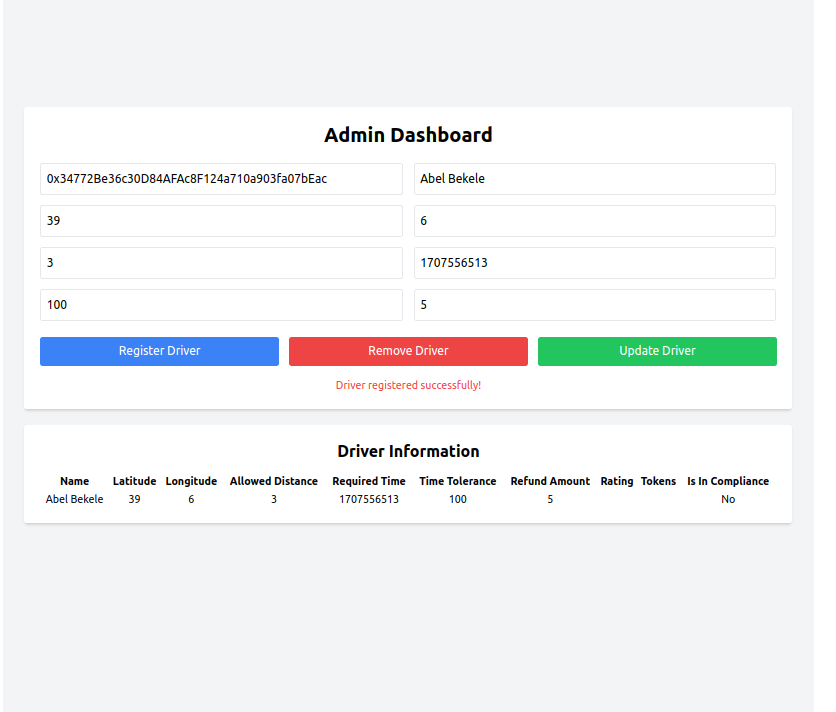 Admin Dashboard
0x34772Be36c30D84AFAc8F124a710a903fa07bEac Abel Bekele
39 6
3 1707556513
100 5
Register Driver Remove Driver Update Driver
Driver registered successfully!
Driver Information
Name Latitude Longitude Allowed Distance Required Time Time Tolerance Refund Amount Rating Tokens Is In Compliance
Abel Bekele 39 6 3 1707556513 100 5 No